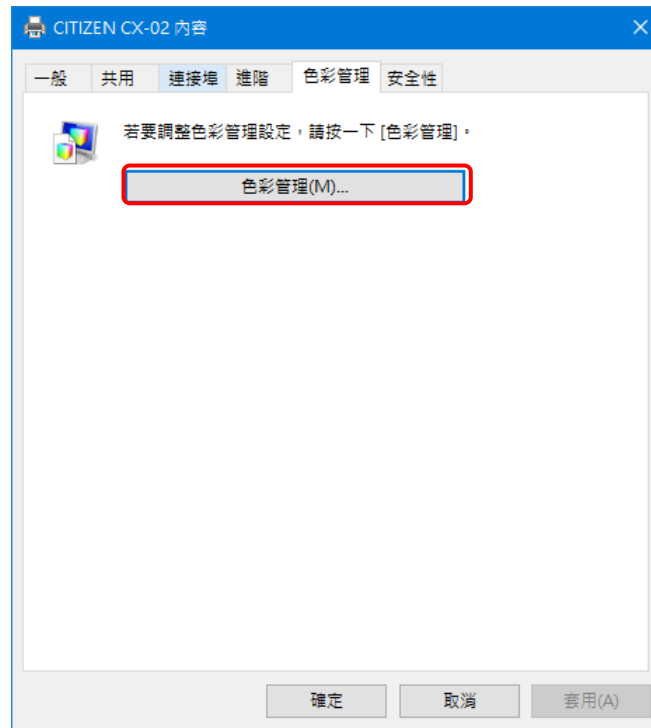 CITIZEN CX-02 內容
一般 共用 連接埠 進階 色彩管理 安全性
若要調整色彩管理設定，請按一下 [色彩管理]。
色彩管理(M)...
確定 取消 套用(A)